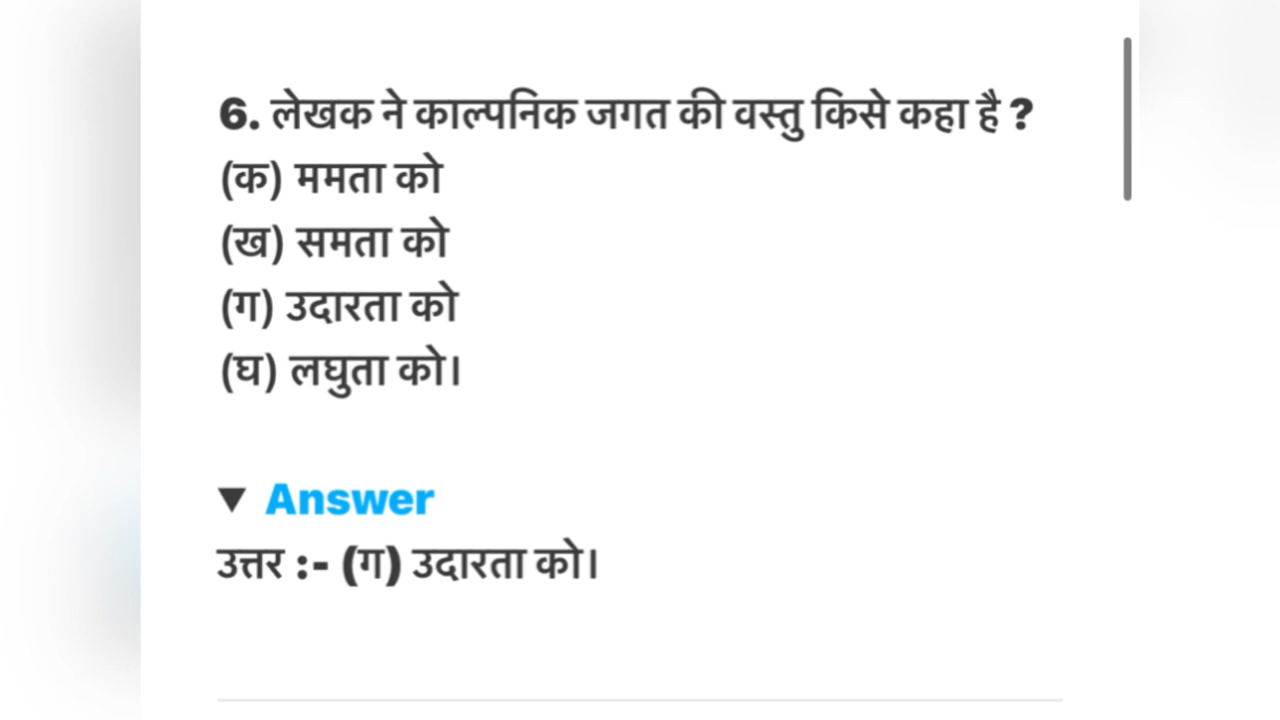 6. लेखक ने काल्पनिक जगत की वस्तु किसे कहा है ?
(क) ममता को
(ख) समता को
(ग) उदारता को
(घ) लघुता को।
▼ Answer
उत्तर :- (ग) उदारता को।